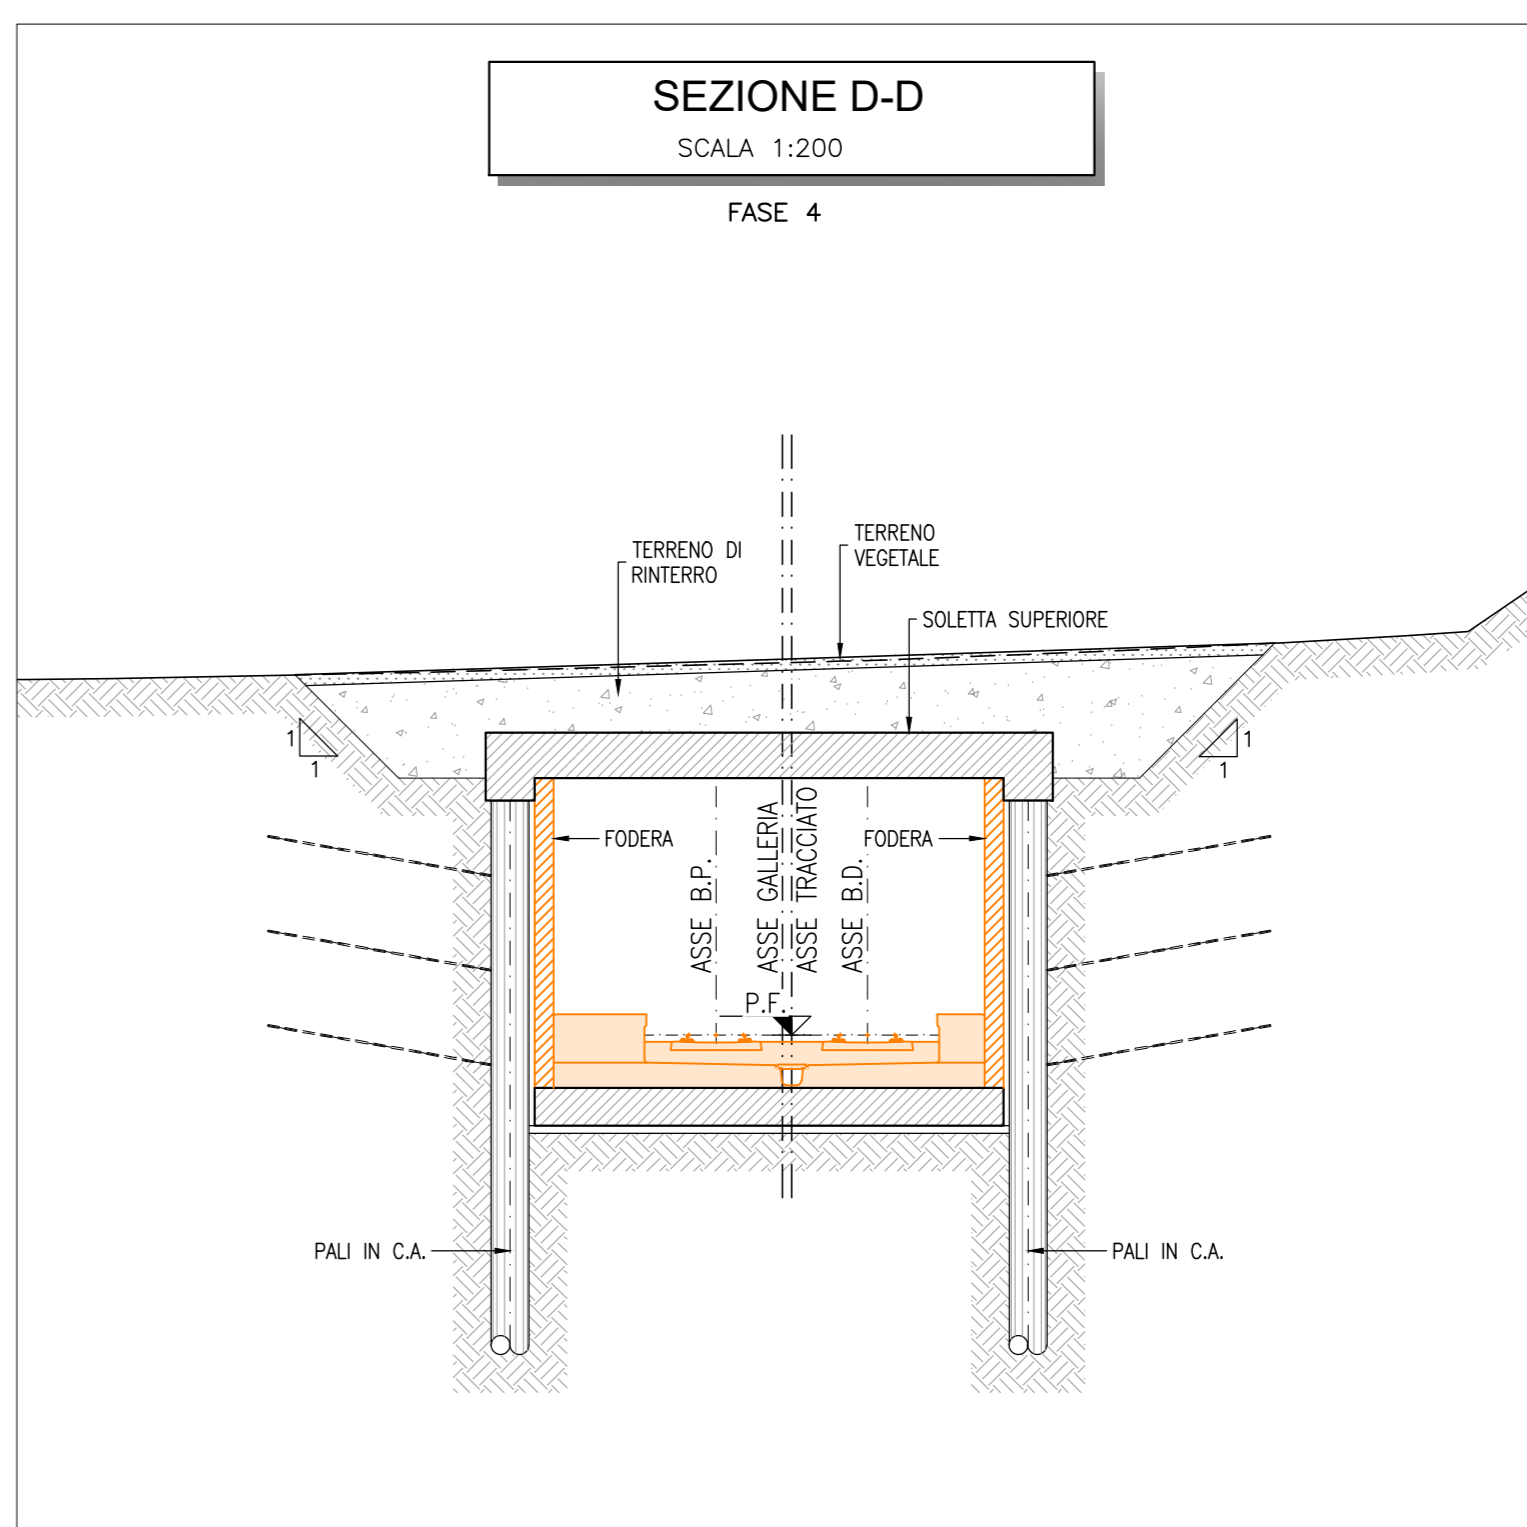 SEZIONE D-D
SCALA 1:200
FASE 4
TERRENO DI
RINTERRO
TERRENO
VEGETALE
SOLETTA SUPERIORE
1
1
1
1
FODERA
FODERA
ASSE B.P.
ASSE GALLERIA
ASSE TRACCIATO
ASSE B.D.
P.F.
PALI IN C.A.
PALI IN C.A.